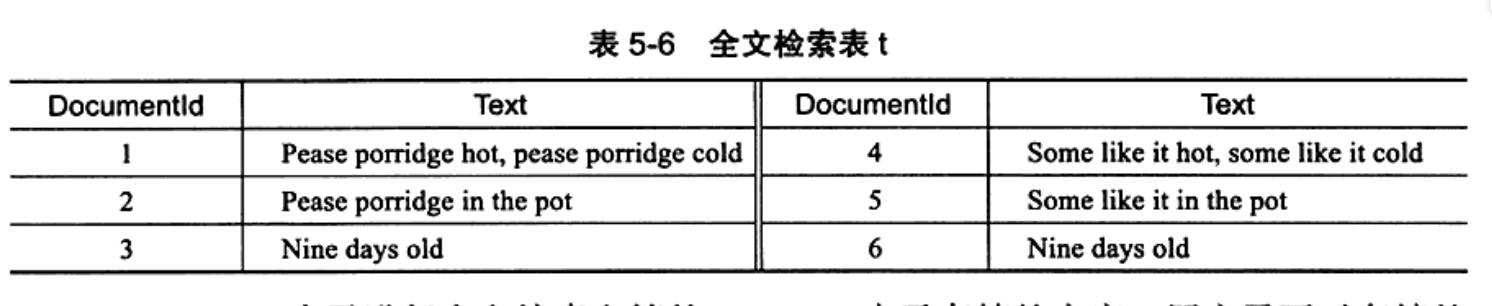 表 5-6 全文检索表 t
DocumentId Text DocumentId Text
1 Pease porridge hot, pease porridge cold 4 Some like it hot, some like it cold
2 Pease porridge in the pot 5 Some like it in the pot
3 Nine days old 6 Nine days old